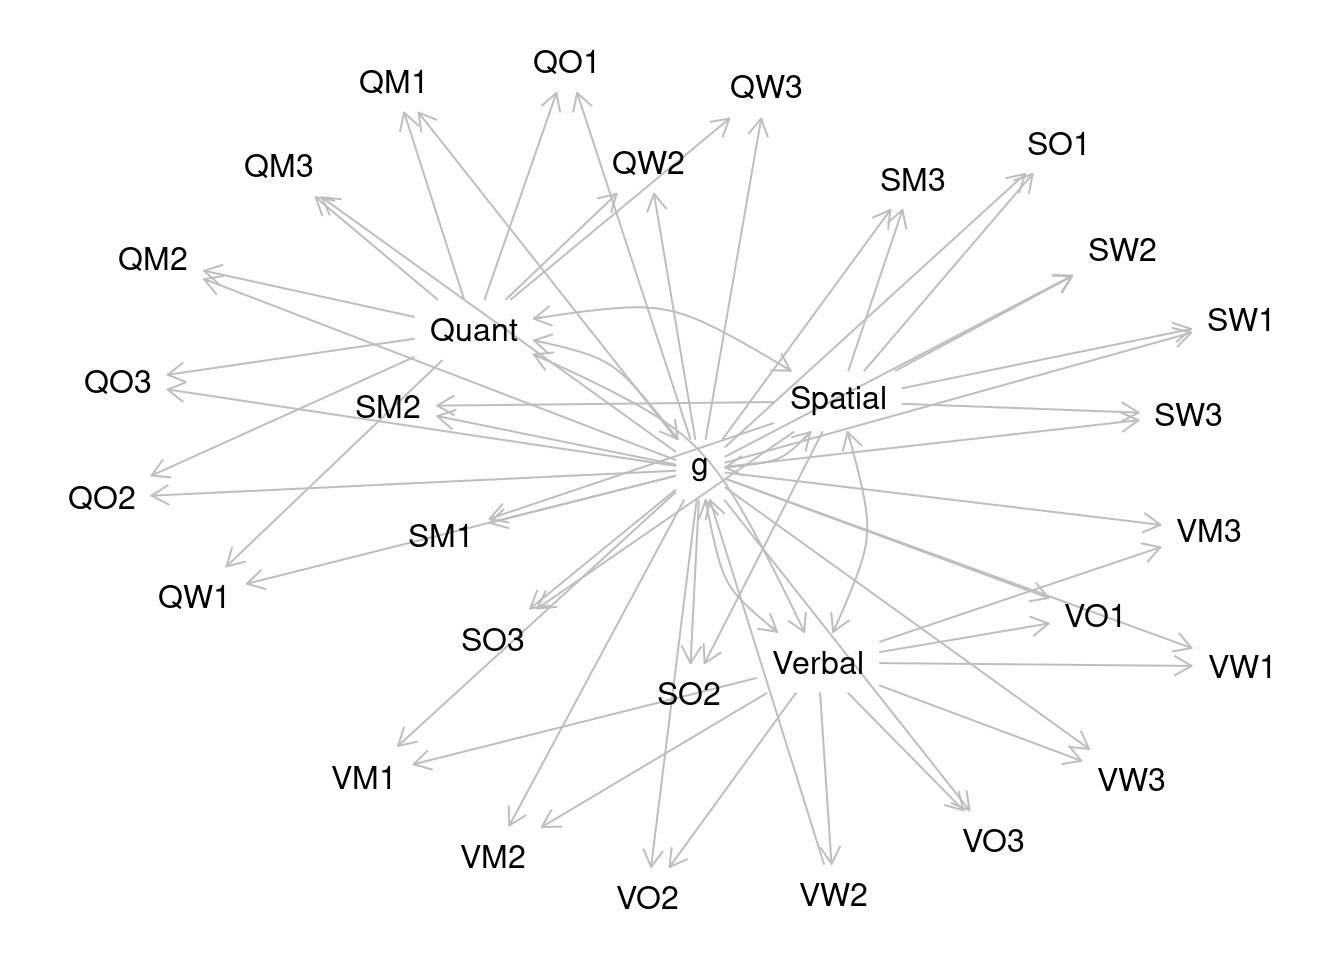 QO1
QM1
QW3
SO1
QW2
QM3
SM3
SW2
QM2
SW1
Quant
QO3
Spatial
SM2
SW3
g
QO2
VM3
SM1
QW1
VO1
SO3
Verbal
VW1
SO2
VM1
VW3
VO3
VM2
VW2
VO2